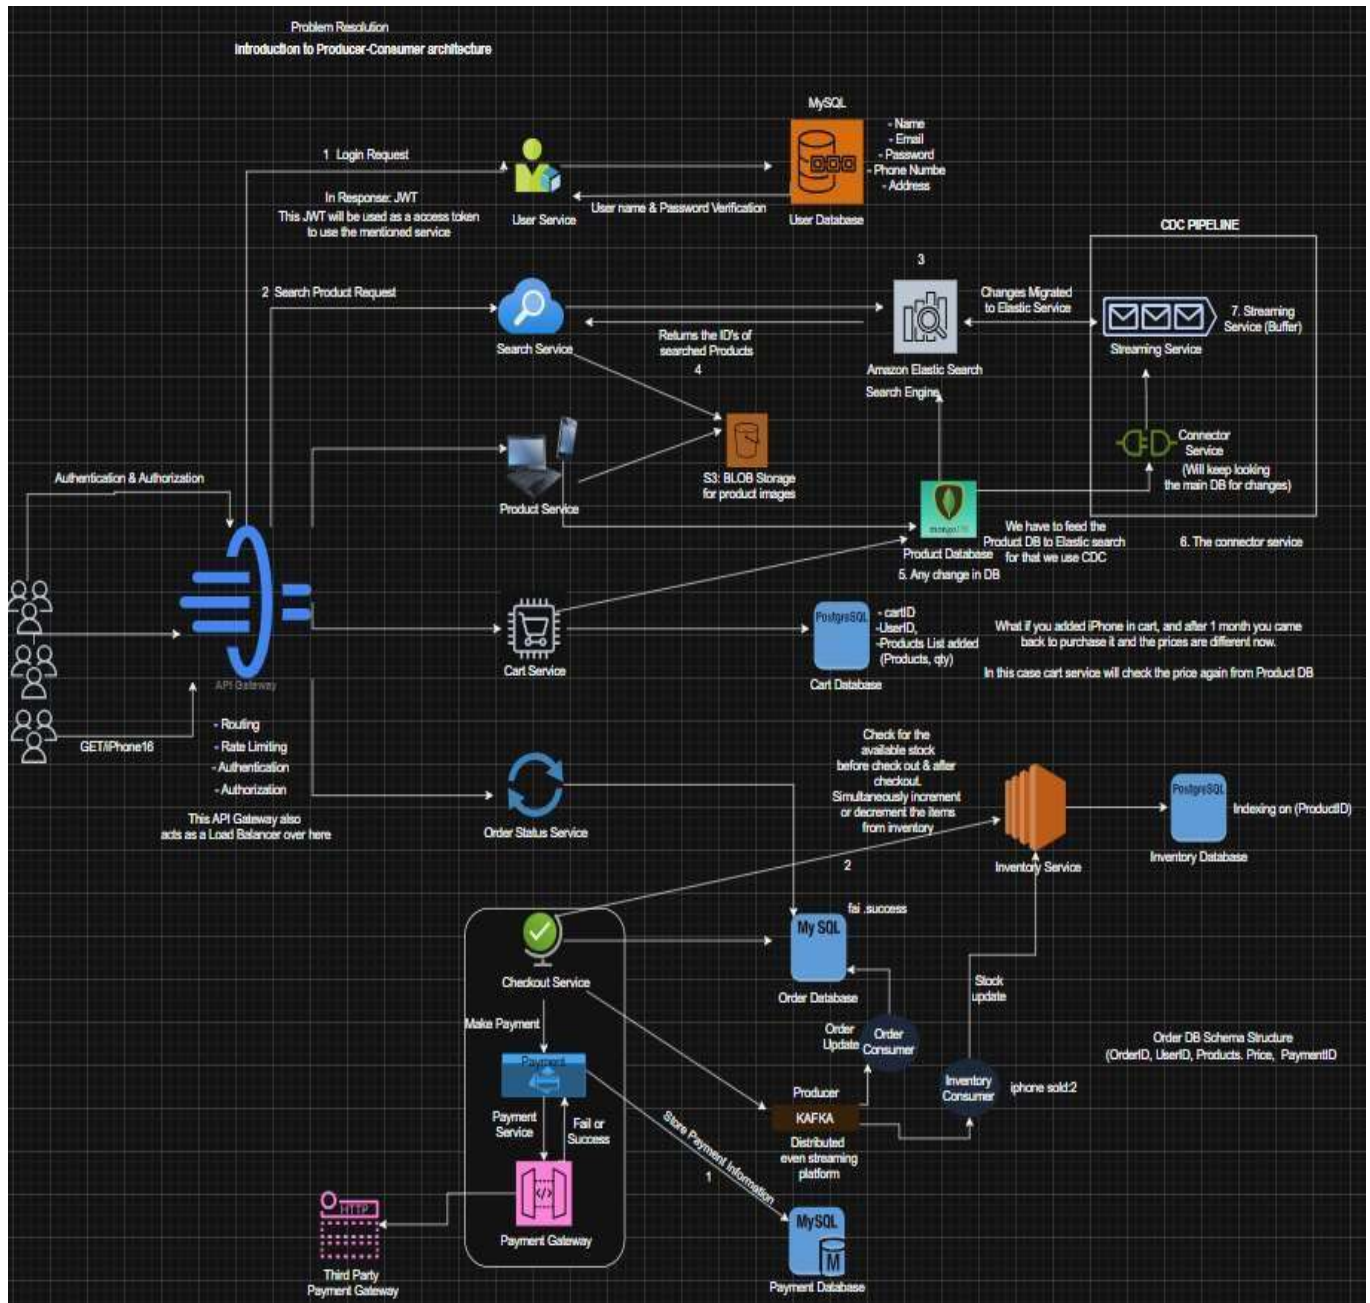 Problem Resolution
Introduction to Producer-Consumer architecture
MySQL
- Name
- Email
- Password
- Phone Numbe
- Address
1 Login Request
In Response: JWT
This JWT will be used as a access token
to use the mentioned service
User Service
User name & Password Verification
User Database
CDC PIPELINE
2 Search Product Request
Search Service
Returns the ID's of
searched Products
4
3
Amazon Elastic Search
Search Engine
Changes Migrated
to Elastic Service
Streaming Service
7. Streaming
Service (Buffer)
Connector
Service
(Will keep looking
the main DB for changes)
6. The connector service
Authentication & Authorization
Product Service
S3: BLOB Storage
for product images
Product Database
5. Any change in DB
We have to feed the
Product DB to Elastic search
for that we use CDC
API Gateway
- Routing
- Rate Limiting
- Authentication
- Authorization
This API Gateway also
acts as a Load Balancer over here
GET/iPhone16
Cart Service
PostgreSQL
- cartID
-UserID,
-Products List added
(Products, qty)
Cart Database
What if you added iPhone in cart, and after 1 month you came
back to purchase it and the prices are different now.
In this case cart service will check the price again from Product DB
Order Status Service
Check for the
available stock
before check out & after
checkout.
Simultaneously increment
or decrement the items
from inventory
2
Inventory Service
PostgreSQL
Indexing on (ProductID)
Inventory Database
fai .success
Checkout Service
My SQL
Order Database
Make Payment
Payment
Payment
Service
Fail or
Success
Payment Gateway
HTTP
Third Party
Payment Gateway
Order
Update
Order
Consumer
Stock
update
Inventory
Consumer
iphone sold:2
Order DB Schema Structure
(OrderID, UserID, Products. Price, PaymentID
Producer
KAFKA
Distributed
even streaming
platform
Store Payment Information
1
MySQL
M
Payment Database